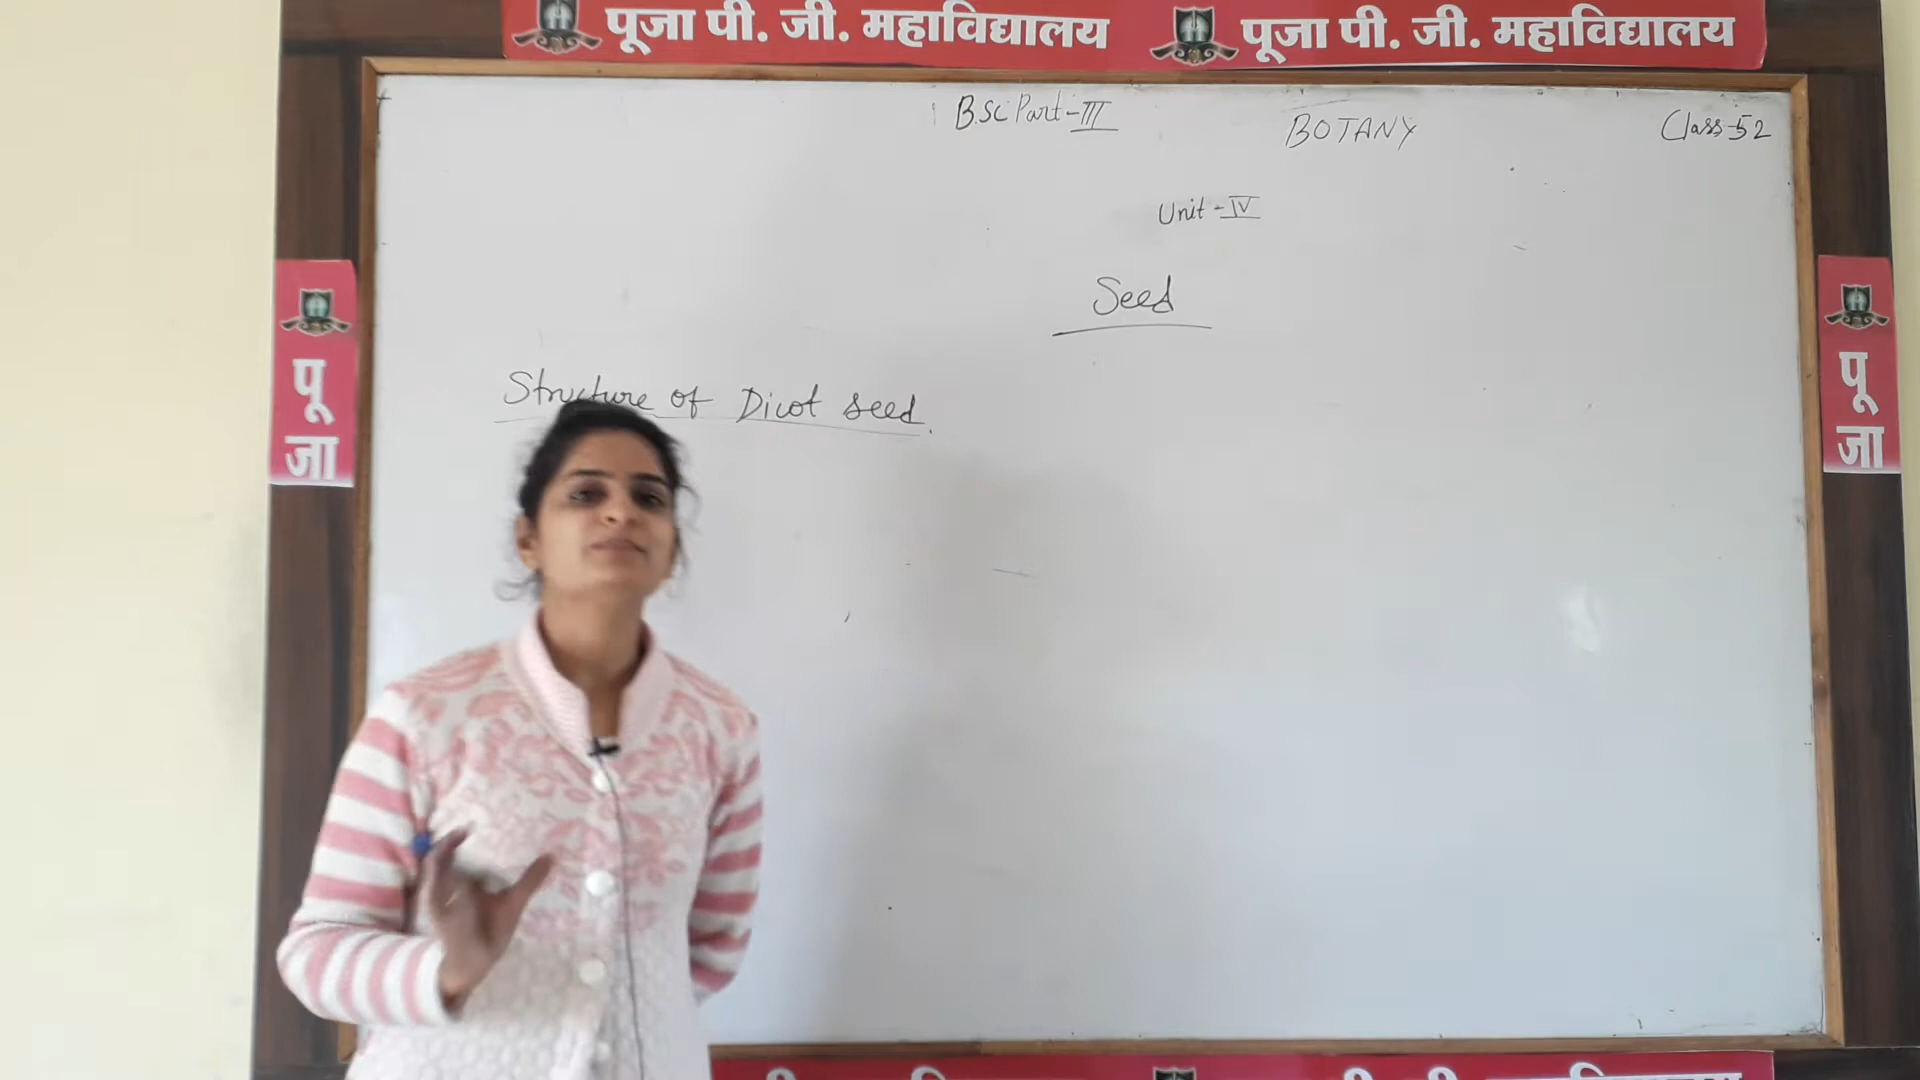 पूजा पी. जी. महाविद्यालय पूजा पी. जी. महाविद्यालय
B.Sc Part-III
BOTANY
Class-52
Unit-IV
Seed
Structure of Dicot seed.
पू
जा
पू
जा